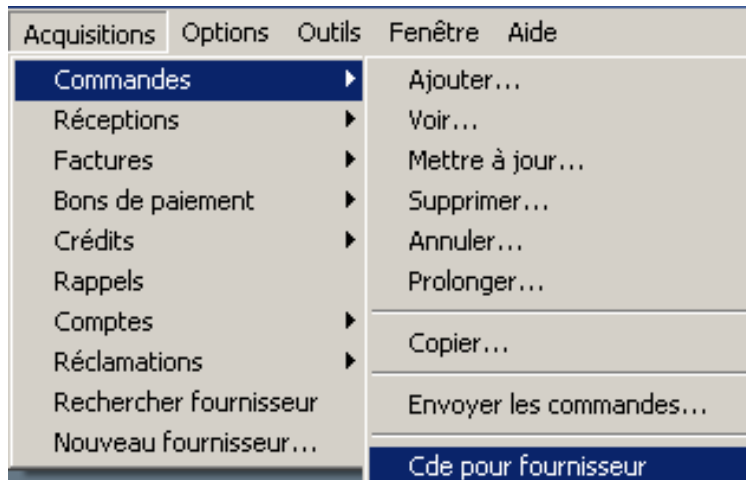 Acquisitions Options Outils Fenêtre Aide
Commandes
Réceptions
Factures
Bons de paiement
Crédits
Rappels
Comptes
Réclamations
Rechercher fournisseur
Nouveau fournisseur...
Ajouter...
Voir...
Mettre à jour...
Supprimer...
Annuler...
Prolonger...
Copier...
Envoyer les commandes...
Cde pour fournisseur